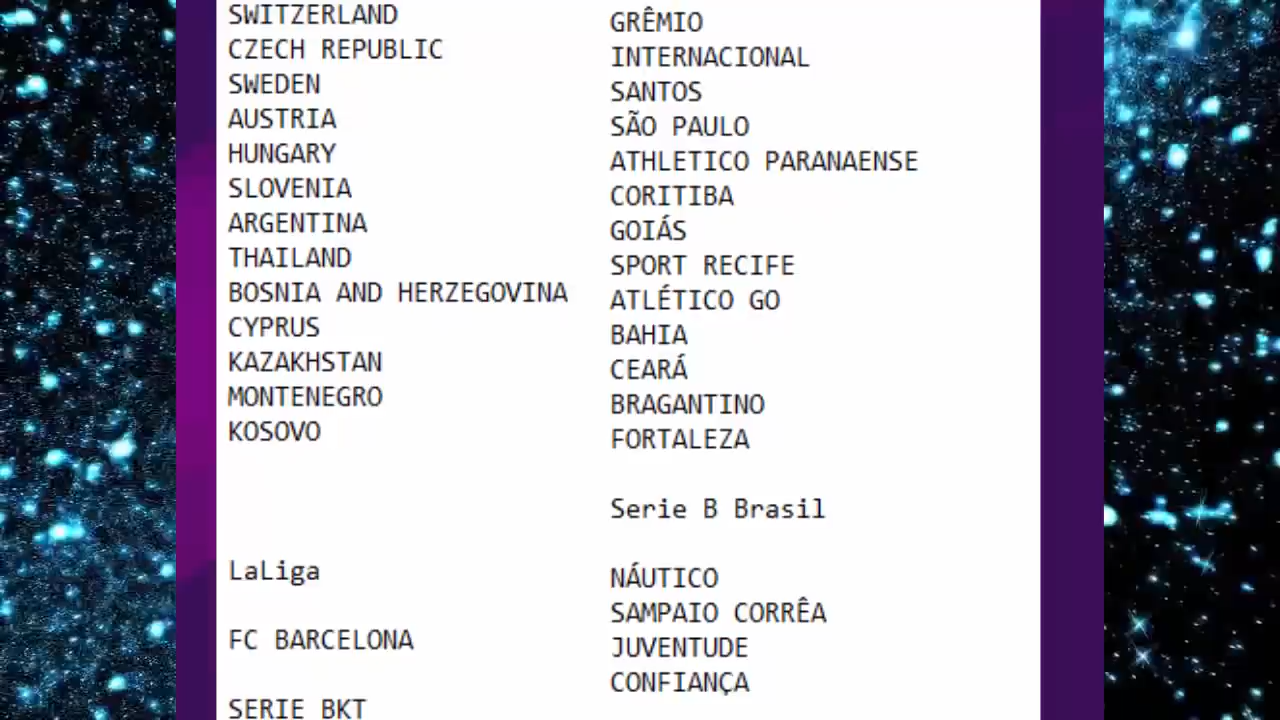 SWITZERLAND
CZECH REPUBLIC
SWEDEN
AUSTRIA
HUNGARY
SLOVENIA
ARGENTINA
THAILAND
BOSNIA AND HERZEGOVINA
CYPRUS
KAZAKHSTAN
MONTENEGRO
KOSOVO
LaLiga
FC BARCELONA
SERIE BKT
GRÊMIO
INTERNACIONAL
SANTOS
SÃO PAULO
ATHLETICO PARANAENSE
CORITIBA
GOIÁS
SPORT RECIFE
ATLÉTICO GO
BAHIA
CEARÁ
BRAGANTINO
FORTALEZA
Serie B Brasil
NÁUTICO
SAMPAIO CORRÊA
JUVENTUDE
CONFIANÇA